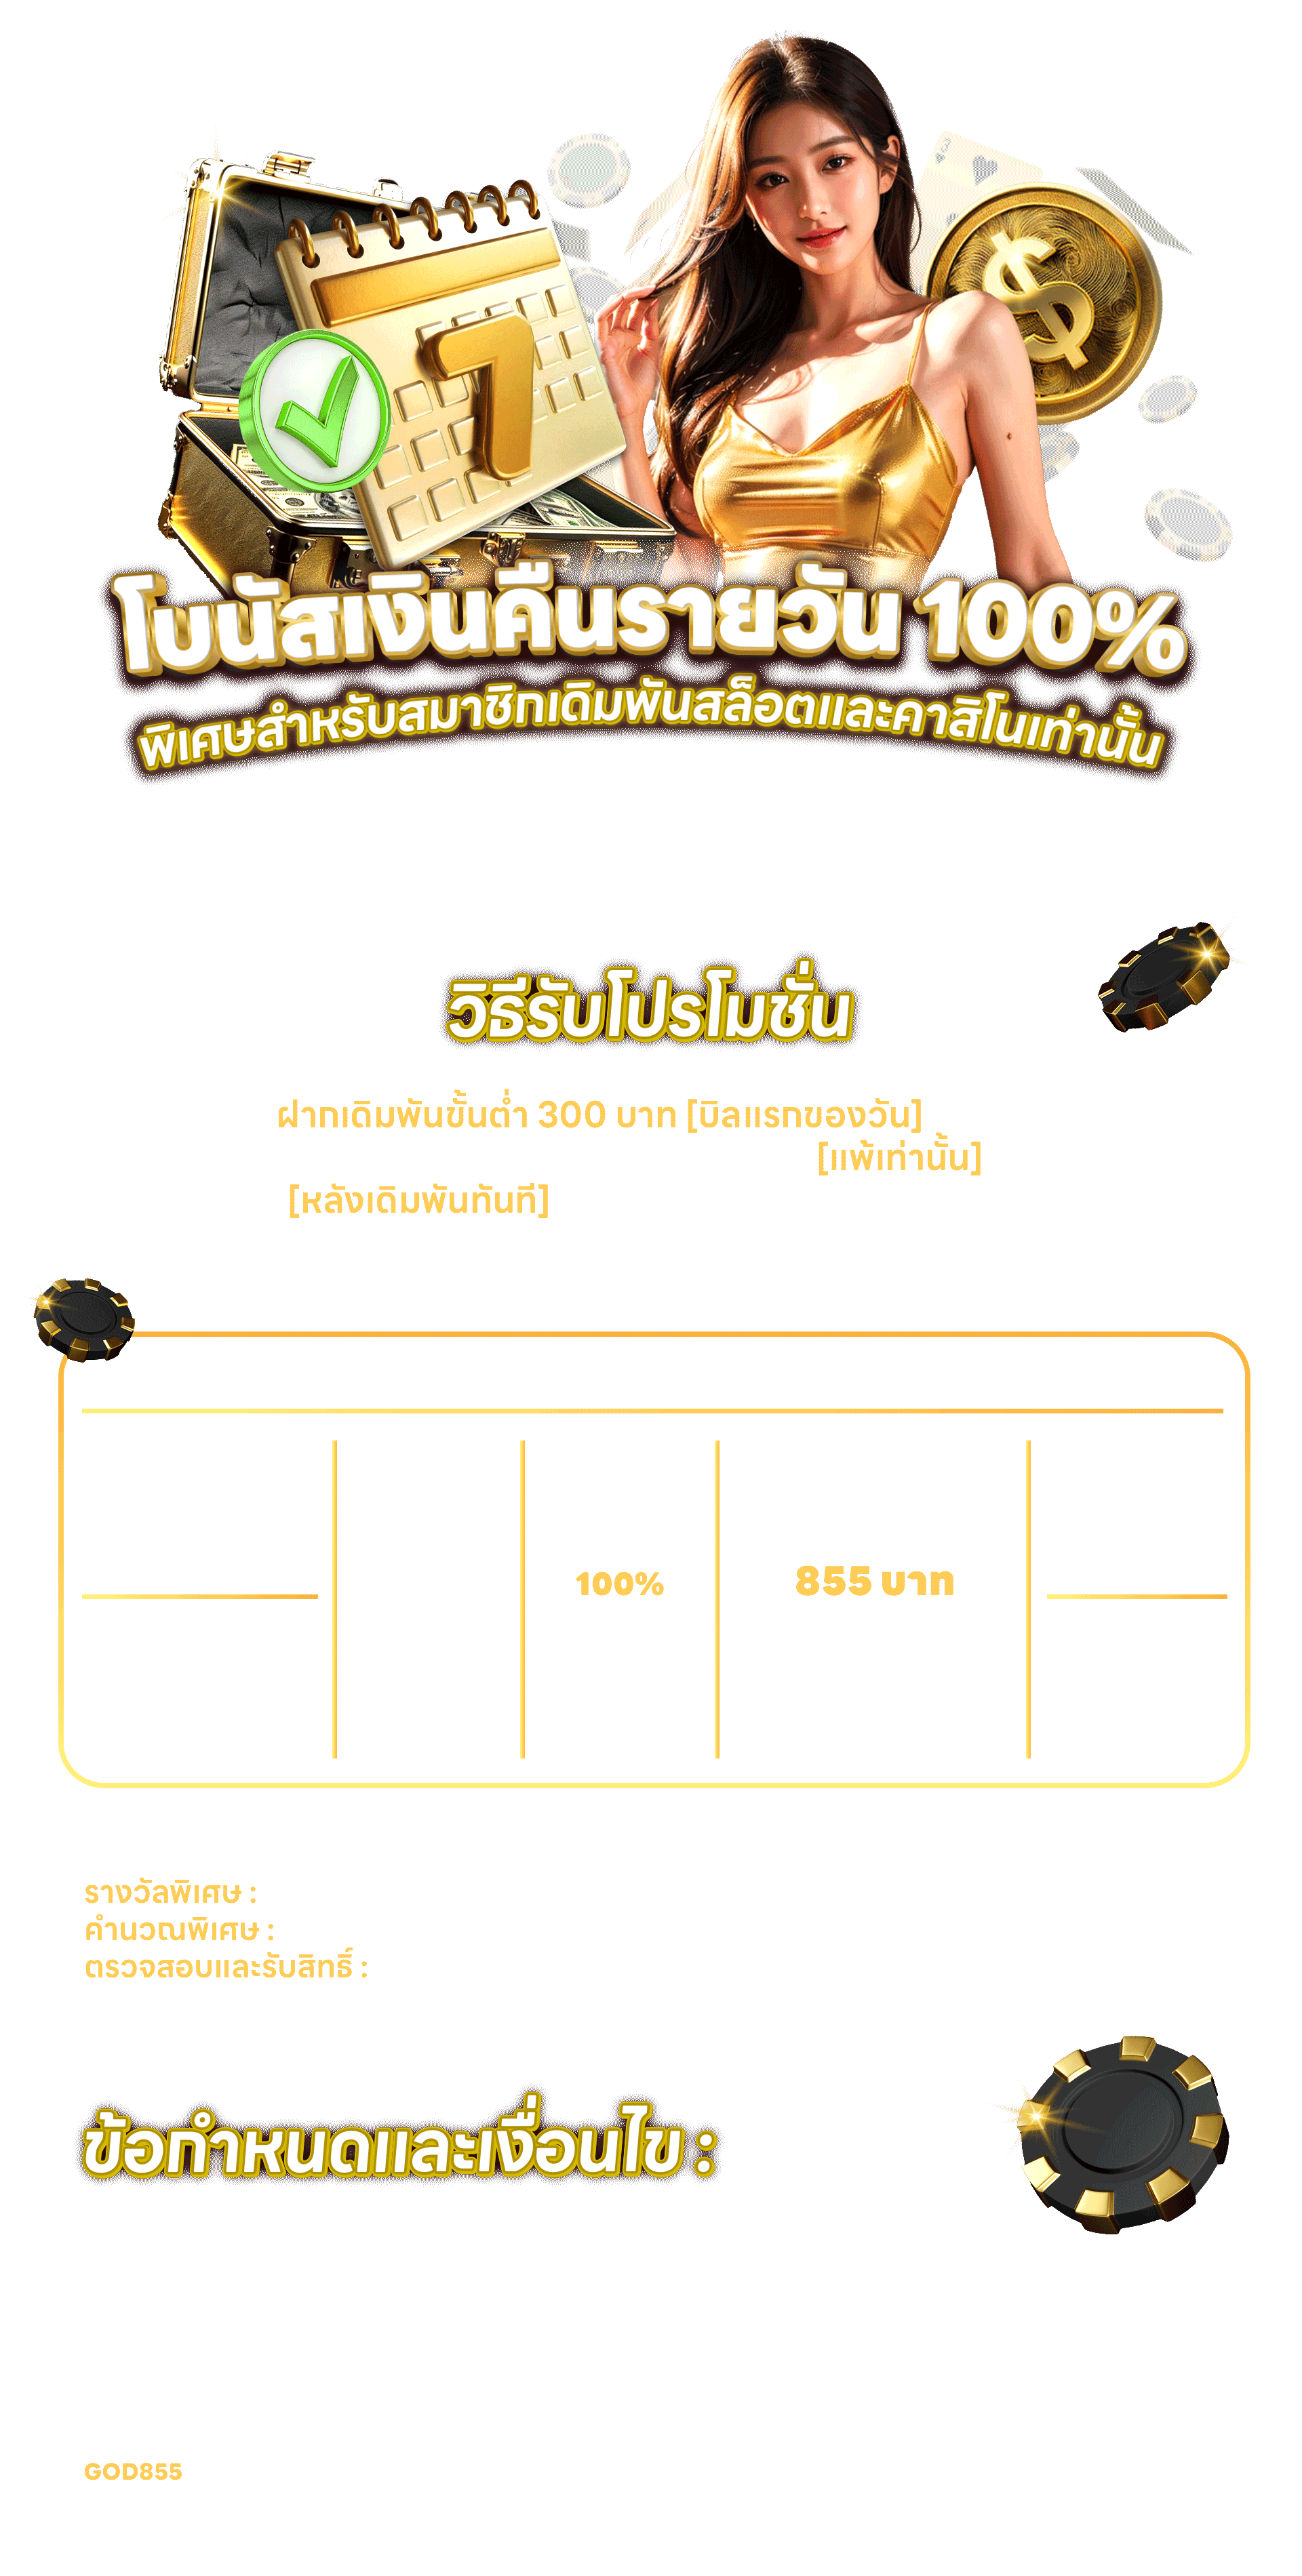 7
โบนัสเงินคืนรายวัน 100%
พิเศษสำหรับสมาชิกเดิมพันสล็อตและคาสิโนเท่านั้น
วิธีรับโปรโมชั่น
ฝากเดิมพันขั้นต่ำ 300 บาท [บิลแรกของวัน]
[แพ้เท่านั้น]
[หลังเดิมพันทันที]
100%
855 บาท
รางวัลพิเศษ :
คำนวณพิเศษ :
ตรวจสอบและรับสิทธิ์ :
ข้อกำหนดและเงื่อนไข :
GOD855